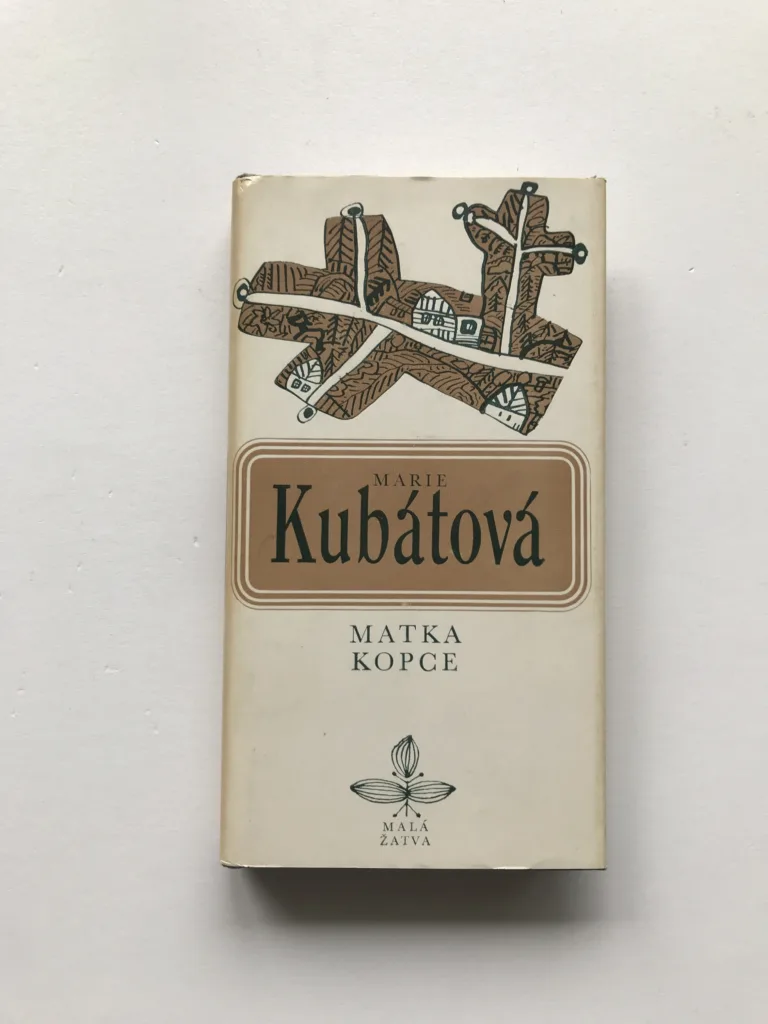 MARIE
Kubátová
MATKA
KOPCE
MALÁ
ŽATVA